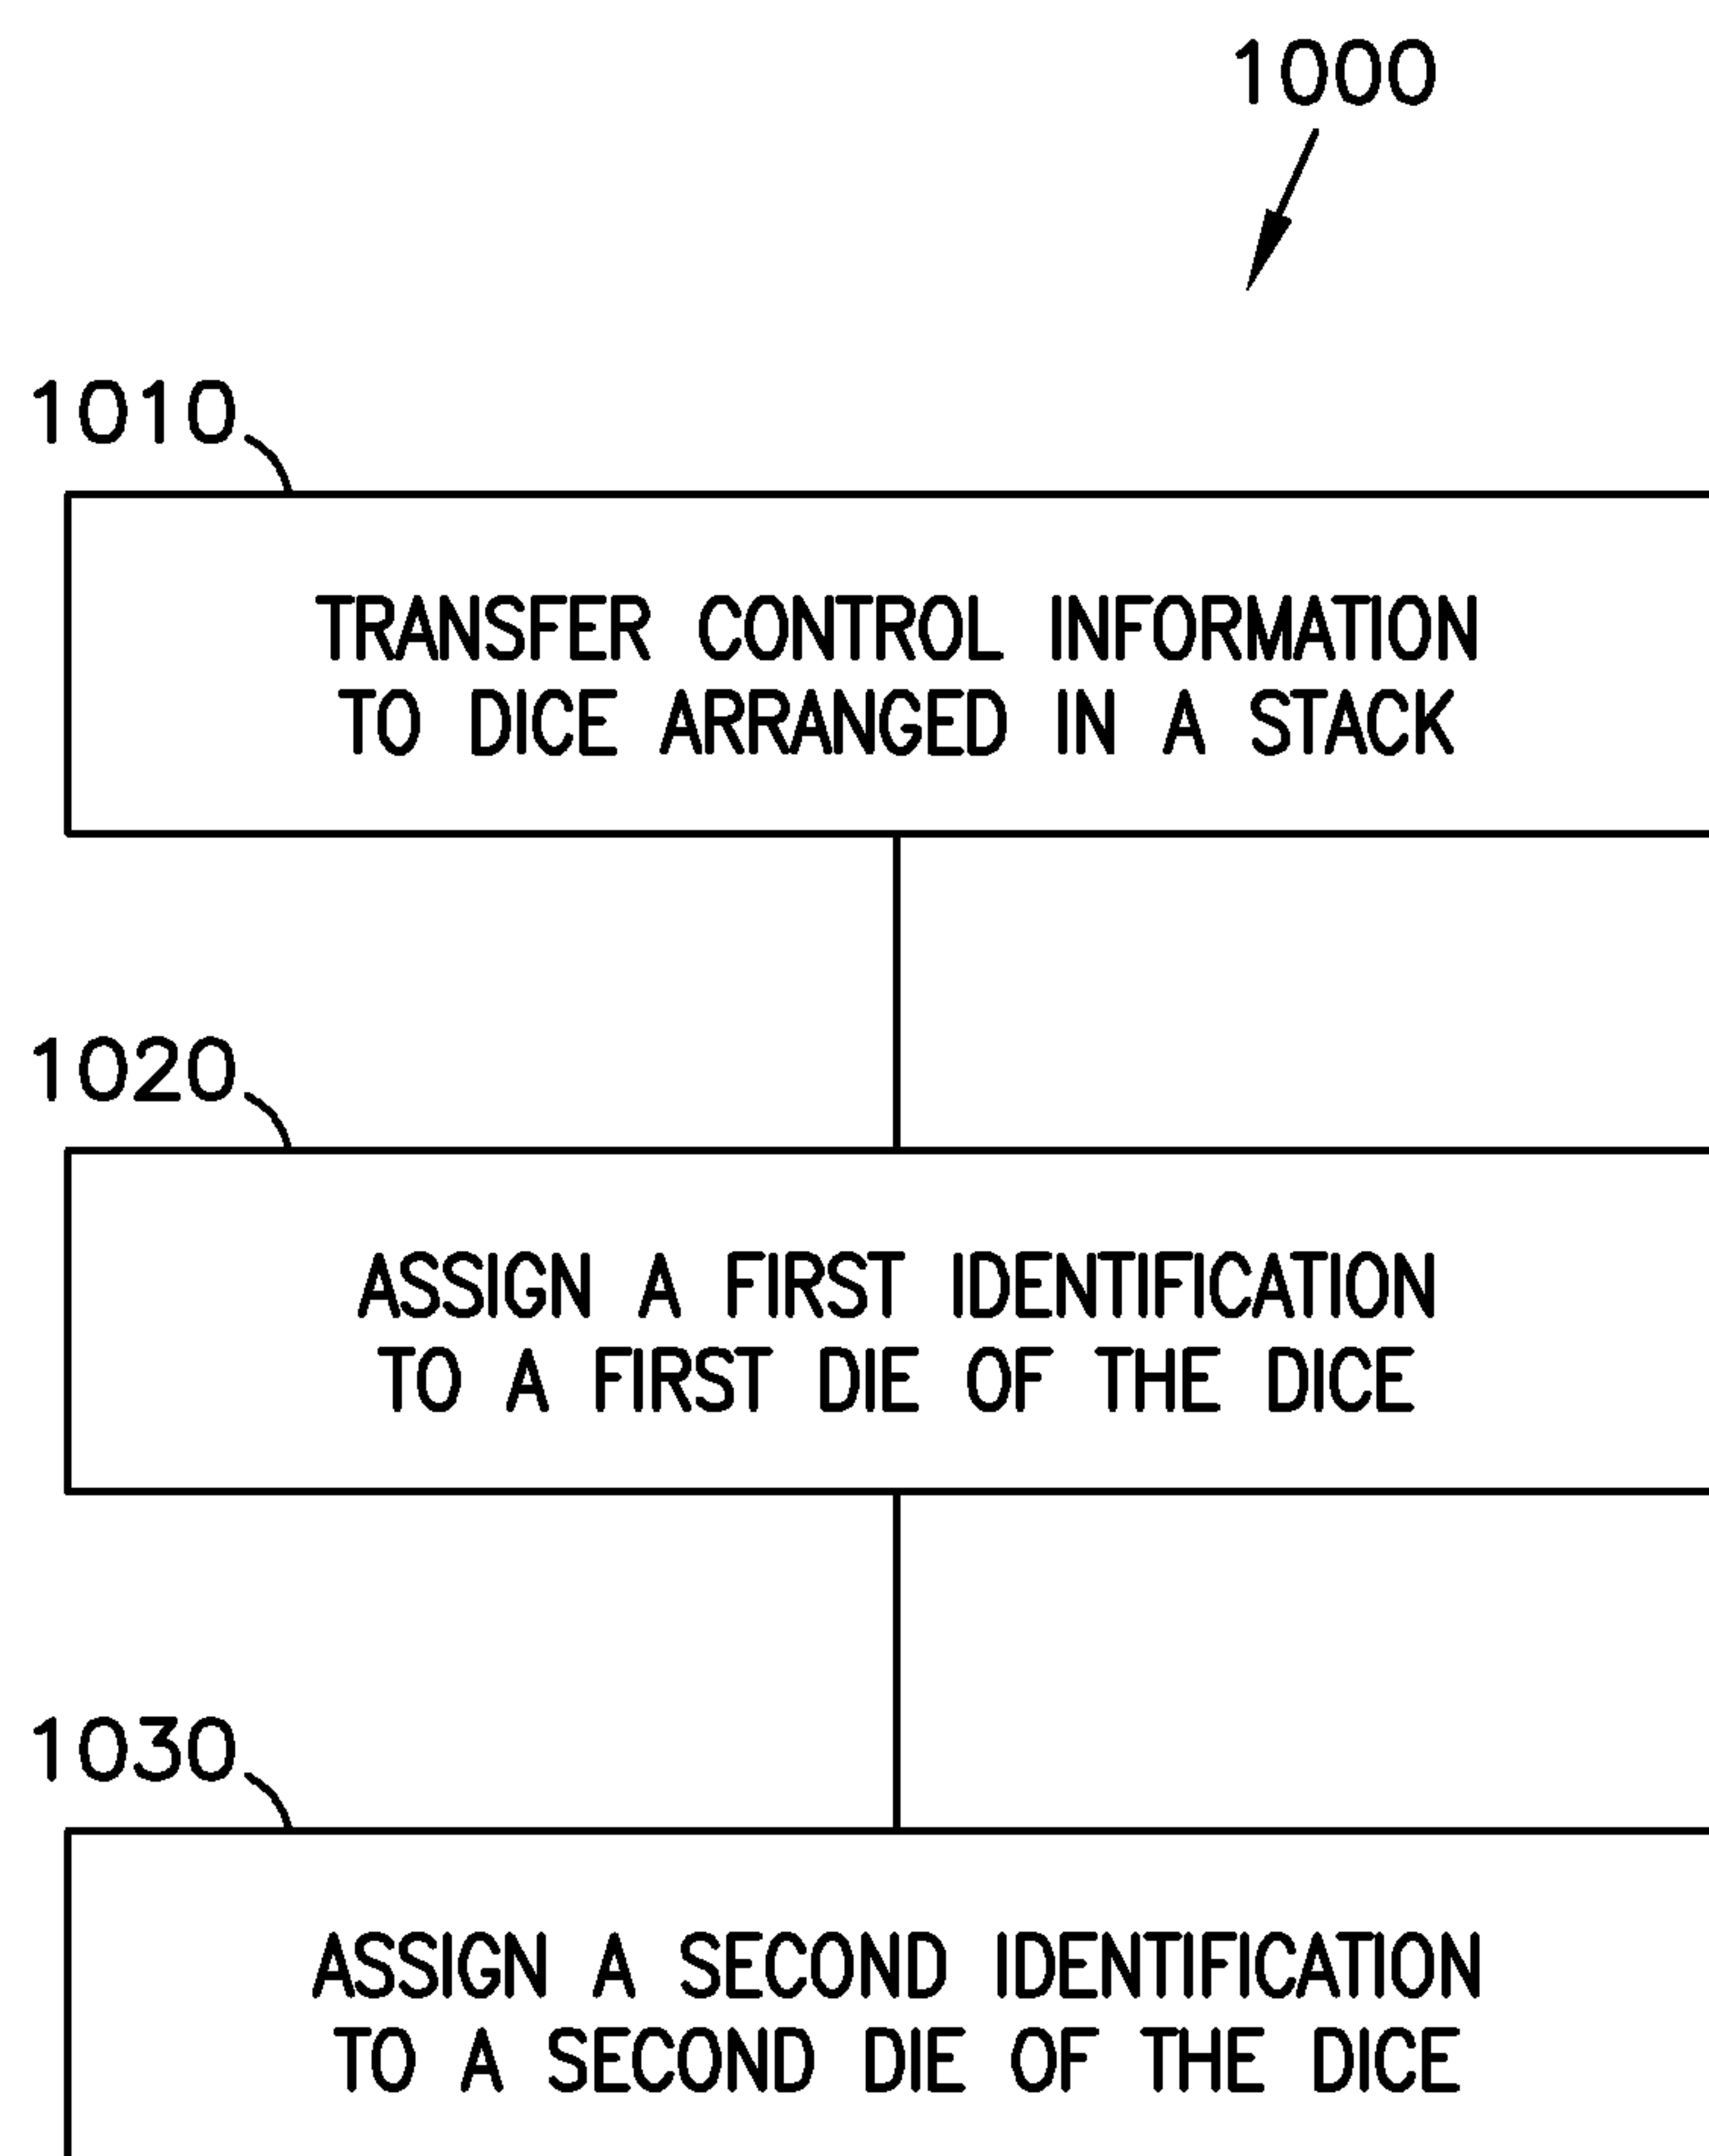 1000
1010
TRANSFER CONTROL INFORMATION
TO DICE ARRANGED IN A STACK
1020
ASSIGN A FIRST IDENTIFICATION
TO A FIRST DIE OF THE DICE
1030
ASSIGN A SECOND IDENTIFICATION
TO A SECOND DIE OF THE DICE